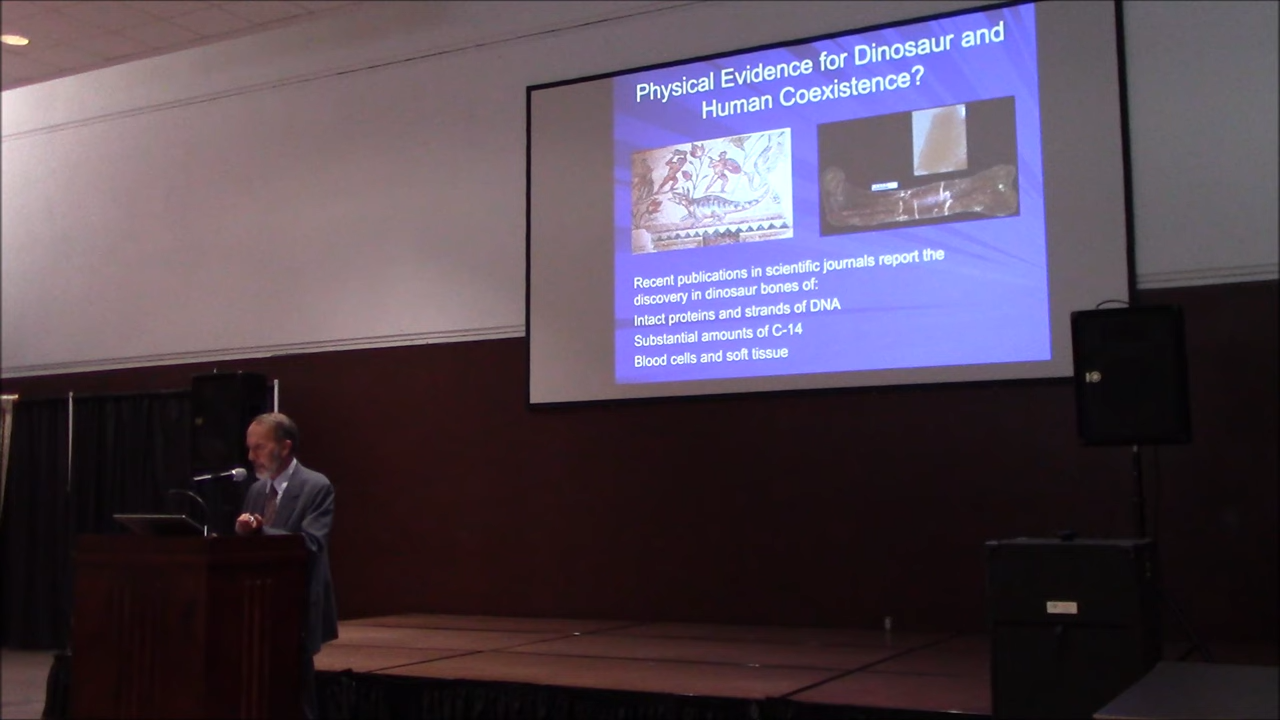 Physical Evidence for Dinosaur and
Human Coexistence?
Recent publications in scientific journals report the
discovery in dinosaur bones of:
Intact proteins and strands of DNA
Substantial amounts of C-14
Blood cells and soft tissue